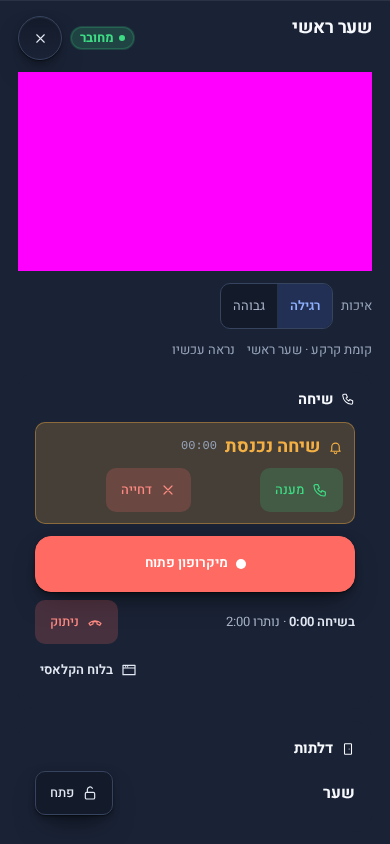 שער ראשי
מחובר
איכות רגילה גבוהה
קומת קרקע · שער ראשי נראה עכשיו
שיחה
שיחה נכנסת 00:00
מענה דחייה
מיקרופון פתוח
בשיחה 0:00 · נותרו 2:00 ניתוק
בלוח הקלאסי
דלתות
שער פתח